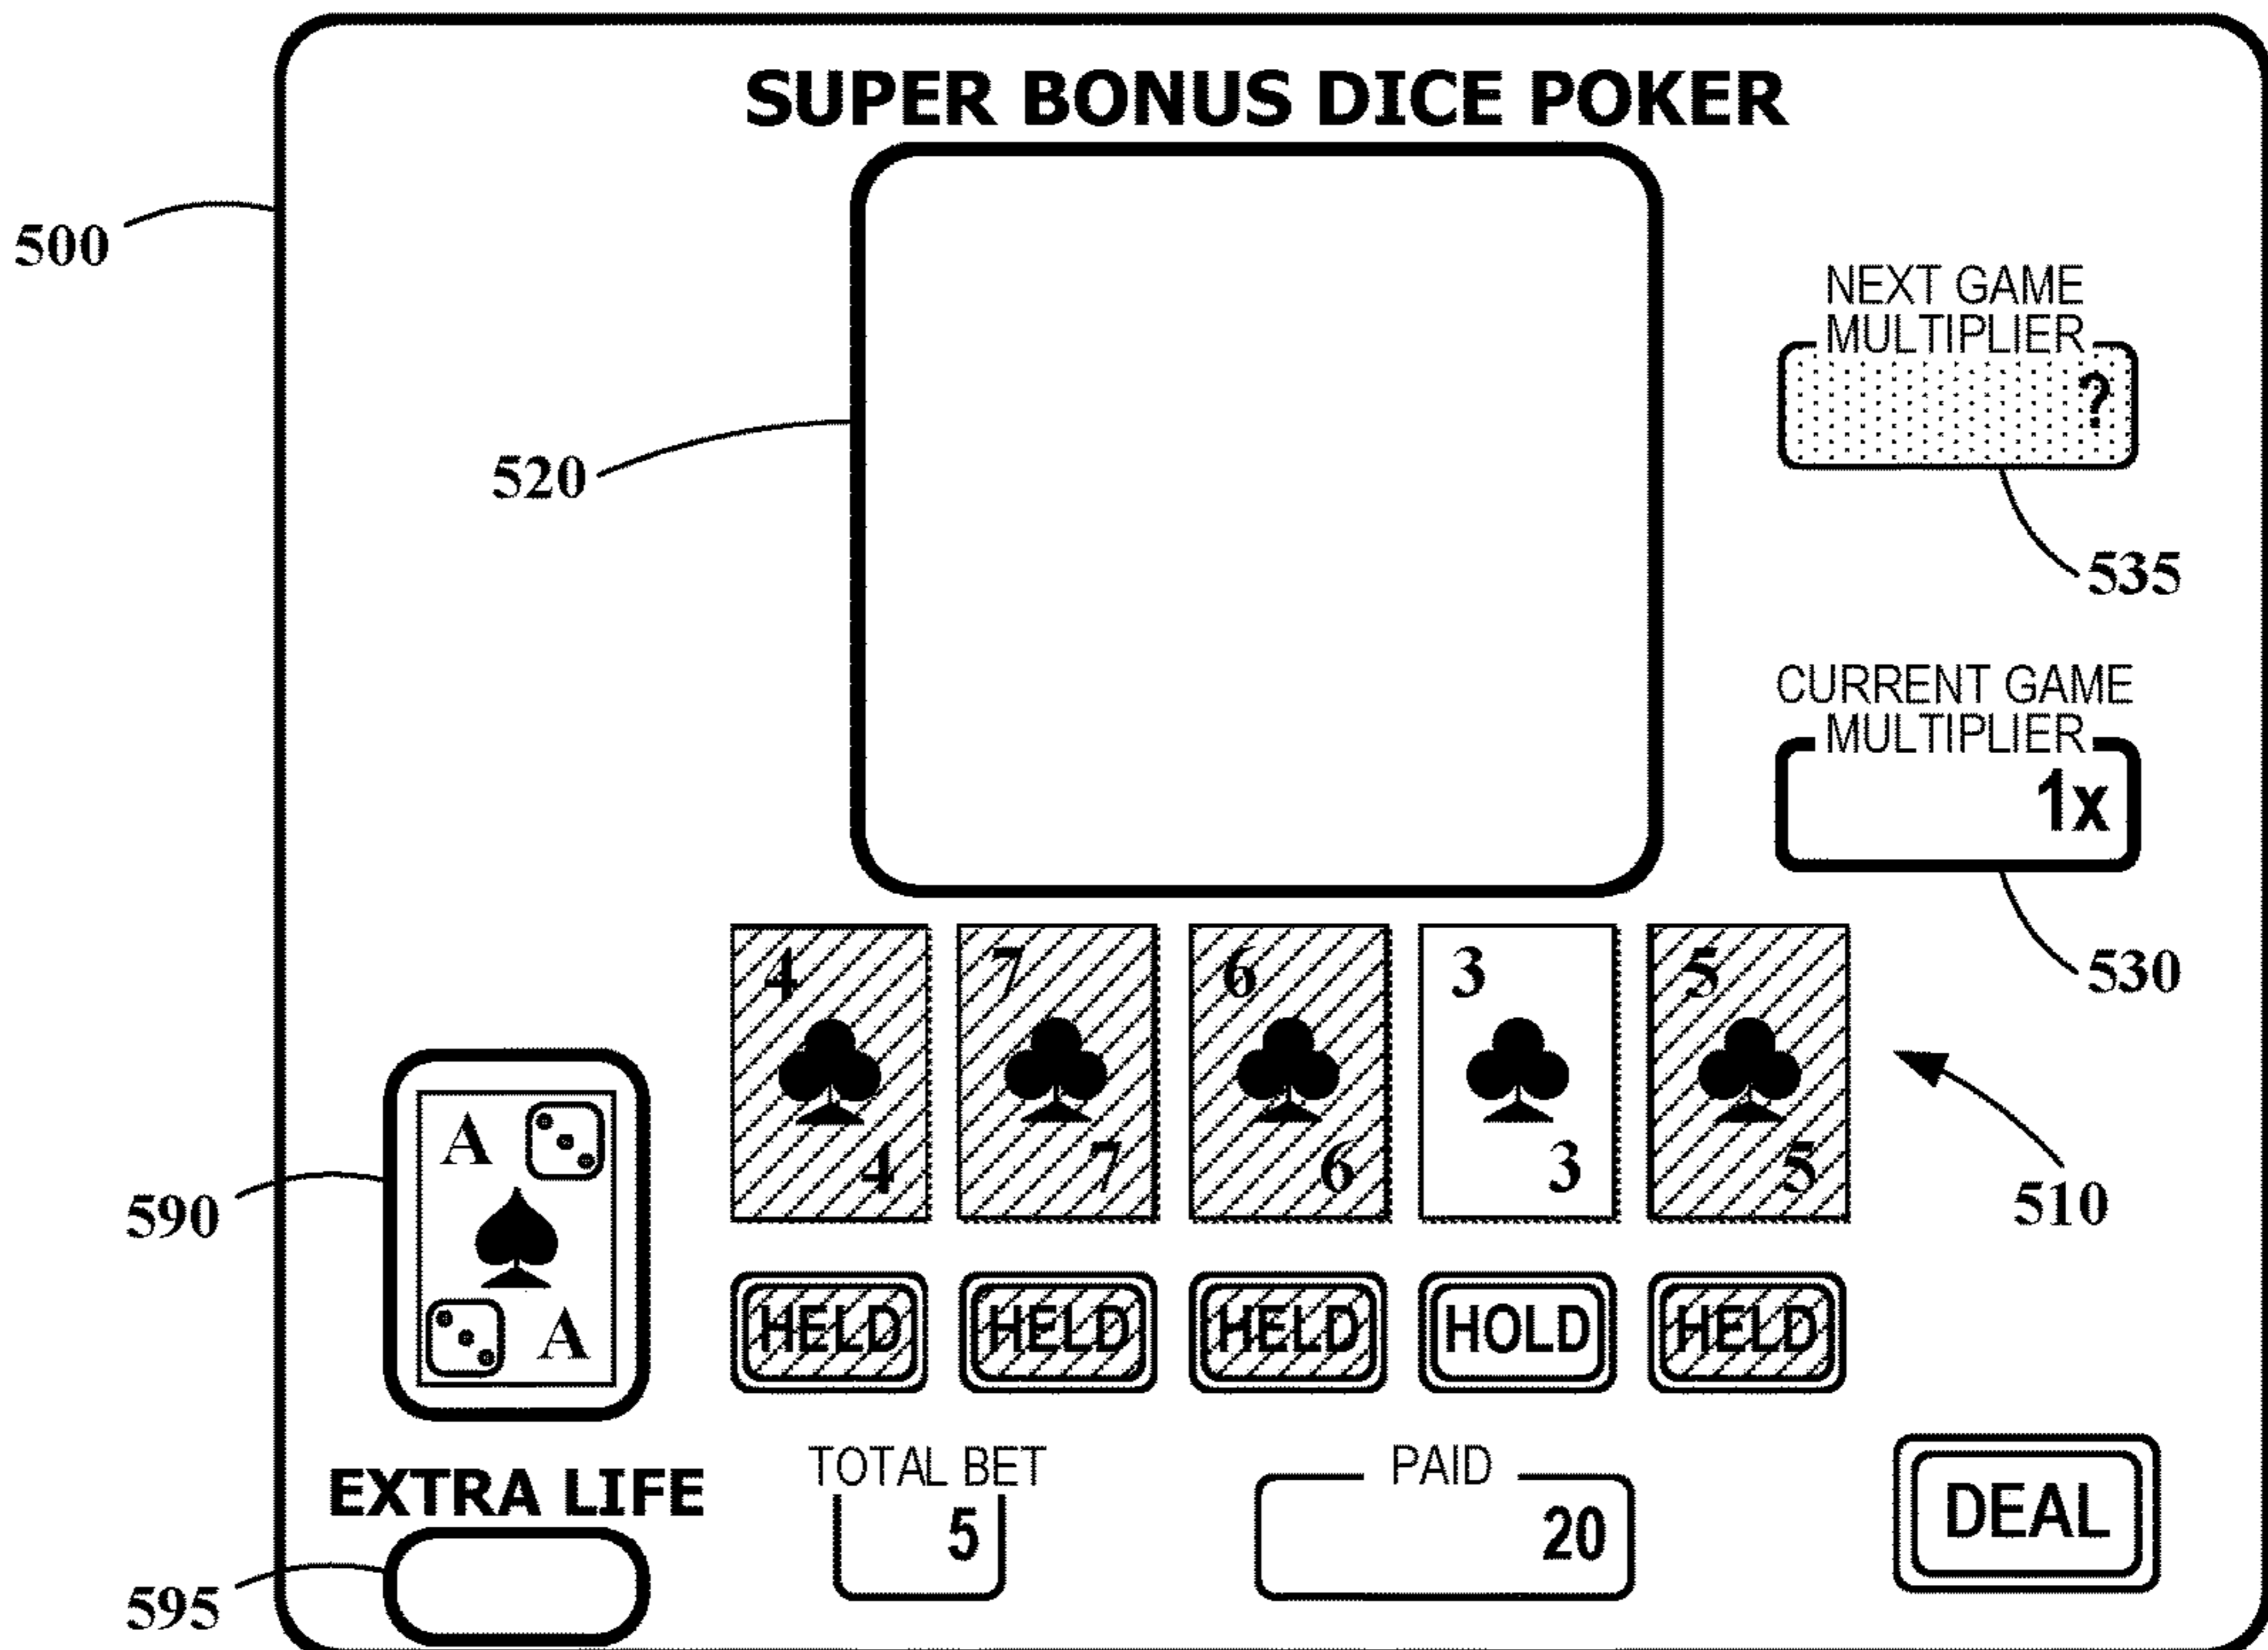 SUPER BONUS DICE POKER
500
520
NEXT GAME
MULTIPLIER
?
535
CURRENT GAME
MULTIPLIER
1x
530
4 7 6 3 5
4 7 6 3 5
510
A
A
590
HELD HELD HELD HOLD HELD
EXTRA LIFE
595
TOTAL BET
5
PAID
20
DEAL